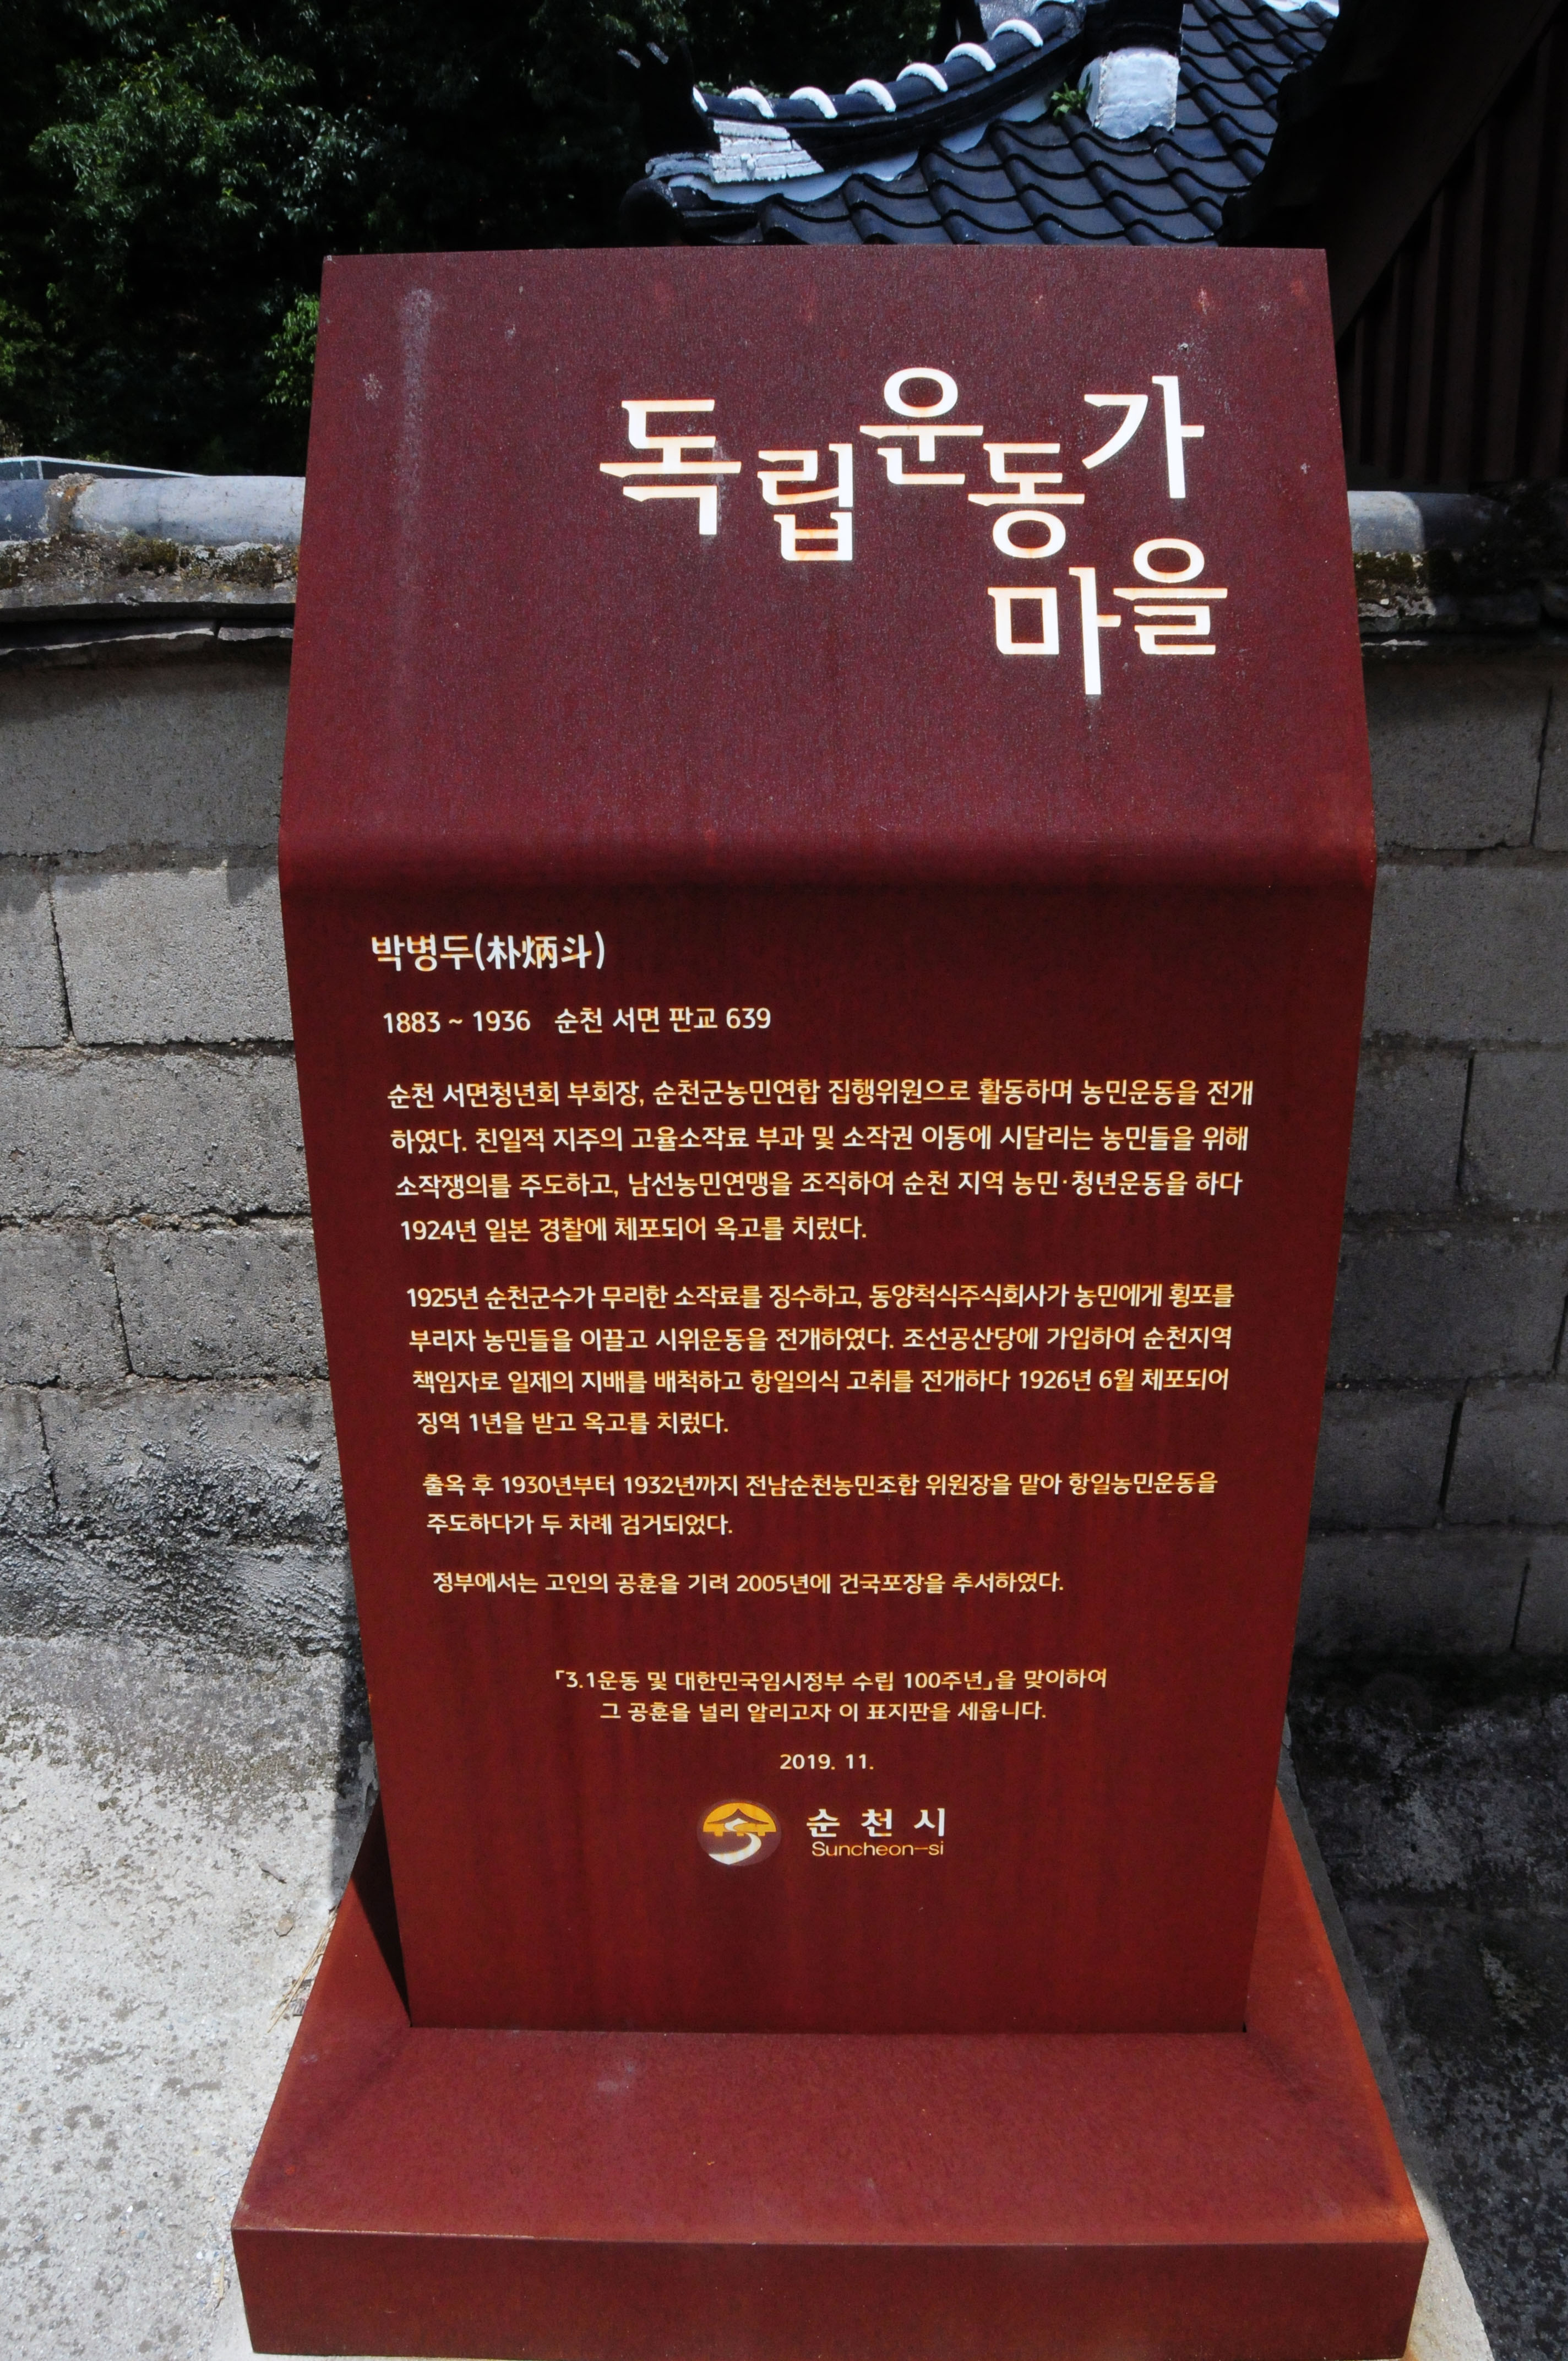 독립운동가
마을
박병두(朴炳斗)
1883 ~ 1936 순천 서면 판교 639
순천 서면청년회 부회장, 순천군농민연합 집행위원으로 활동하며 농민운동을 전개
하였다. 친일적 지주의 고율소작료 부과 및 소작권 이동에 시달리는 농민들을 위해
소작쟁의를 주도하고, 남선농민연맹을 조직하여 순천 지역 농민·청년운동을 하다
1924년 일본 경찰에 체포되어 옥고를 치렀다.
1925년 순천군수가 무리한 소작료를 징수하고, 동양척식주식회사가 농민에게 횡포를
부리자 농민들을 이끌고 시위운동을 전개하였다. 조선공산당에 가입하여 순천지역
책임자로 일제의 지배를 배척하고 항일의식 고취를 전개하다 1926년 6월 체포되어
징역 1년을 받고 옥고를 치렀다.
출옥 후 1930년부터 1932년까지 전남순천농민조합 위원장을 맡아 항일농민운동을
주도하다가 두 차례 검거되었다.
정부에서는 고인의 공훈을 기려 2005년에 건국포장을 추서하였다.
「3.1운동 및 대한민국임시정부 수립 100주년」을 맞이하여
그 공훈을 널리 알리고자 이 표지판을 세웁니다.
2019. 11.
순천시
Suncheon-si